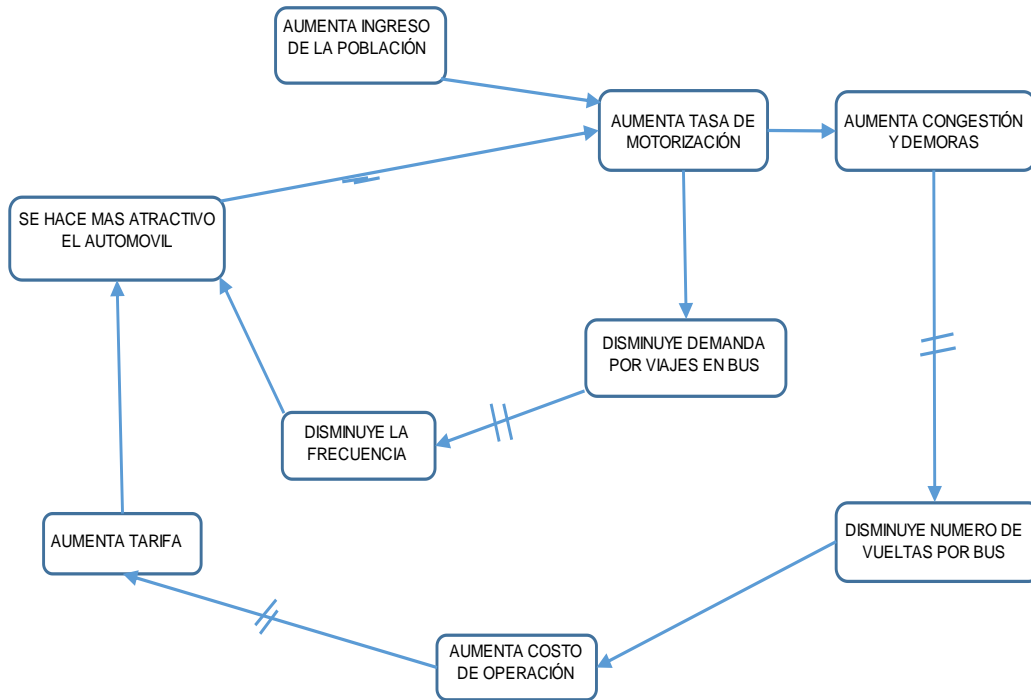 AUMENTA INGRESO
DE LA POBLACIÓN
AUMENTA TASA DE
MOTORIZACIÓN
AUMENTA CONGESTIÓN
Y DEMORAS
SE HACE MAS ATRACTIVO
EL AUTOMOVIL
DISMINUYE DEMANDA
POR VIAJES EN BUS
DISMINUYE LA
FRECUENCIA
AUMENTA TARIFA
DISMINUYE NUMERO DE
VUELTAS POR BUS
AUMENTA COSTO
DE OPERACIÓN